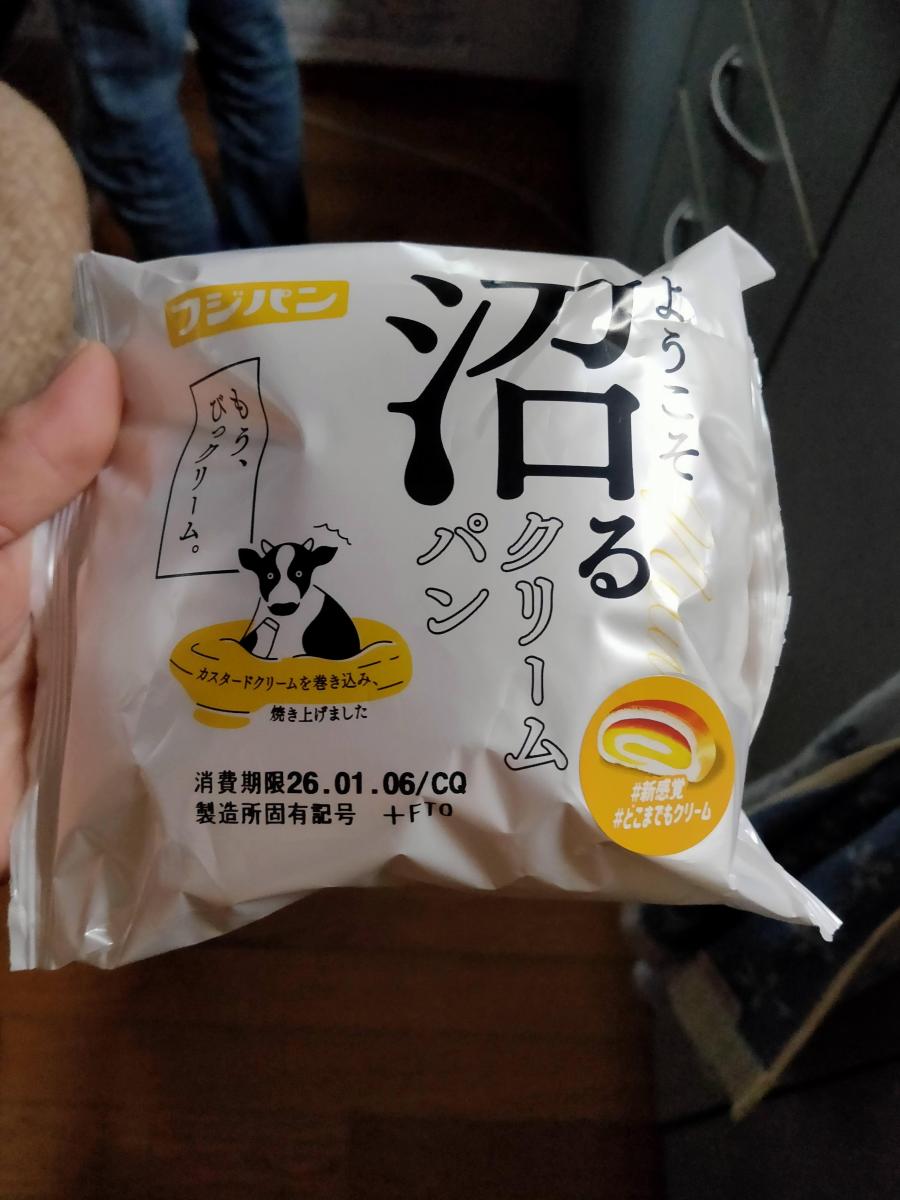 フジパン
ようこそ
沼る
クリーム
パン
もう、
びっクリーム。
カスタードクリームを巻き込み、
焼き上げました
消費期限26.01.06/CQ
製造所固有記号 +FTO
#新感覚
#どこまでもクリーム